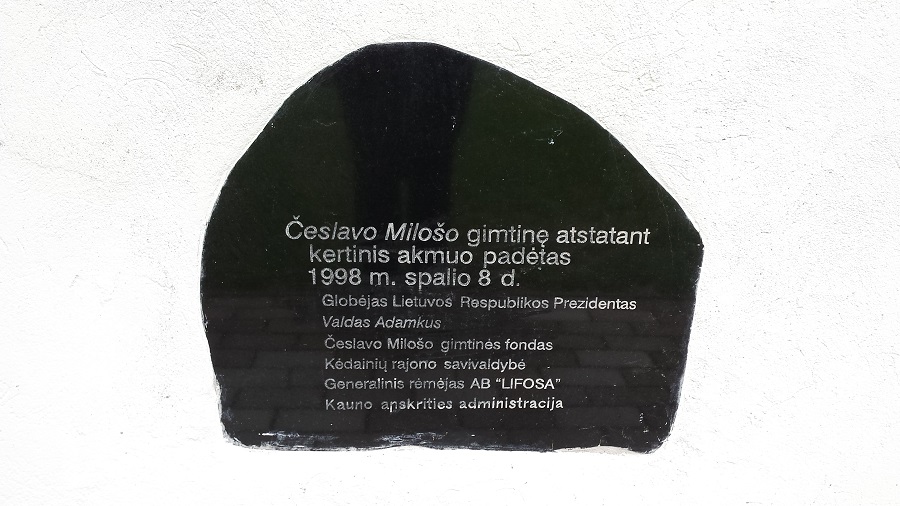 Česlavo Milošo gimtinę atstatant
kertinis akmuo padėtas
1998 m. spalio 8 d.
Globėjas Lietuvos Respublikos Prezidentas
Valdas Adamkus
Česlavo Milošo gimtinės fondas
Kėdainių rajono savivaldybė
Generalinis rėmėjas AB “LIFOSA”
Kauno apskrities administracija